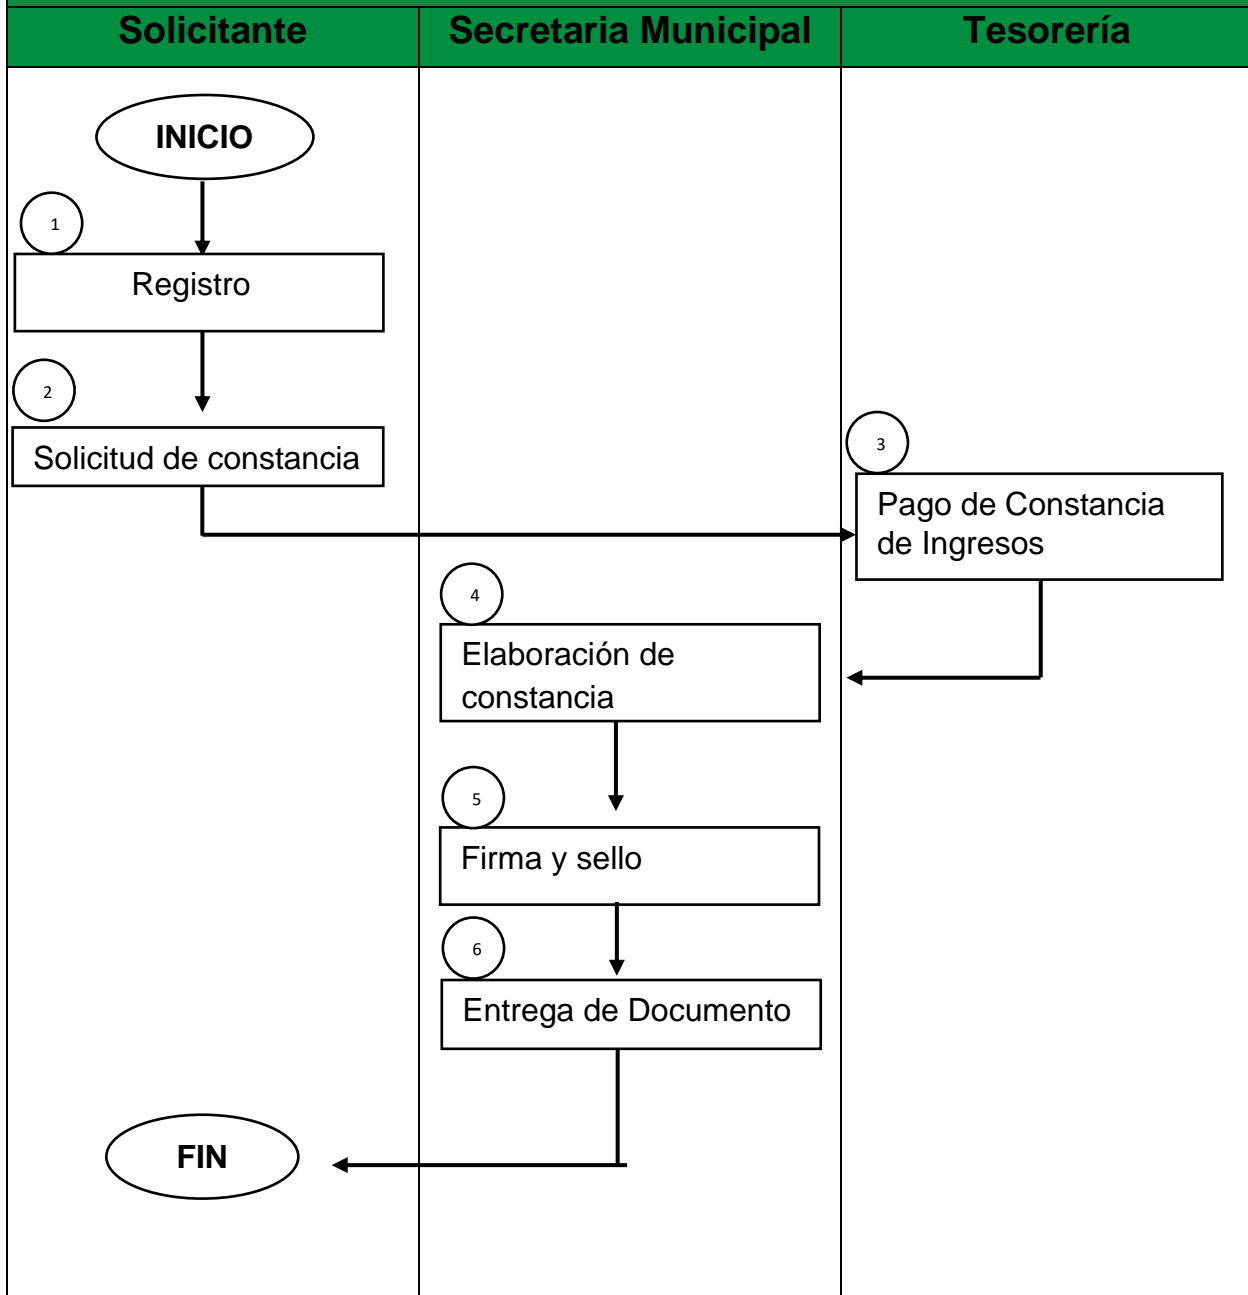 Solicitante
Secretaria Municipal
Tesorería
INICIO
1
Registro
2
Solicitud de constancia
3
Pago de Constancia
de Ingresos
4
Elaboración de
constancia
5
Firma y sello
6
Entrega de Documento
FIN